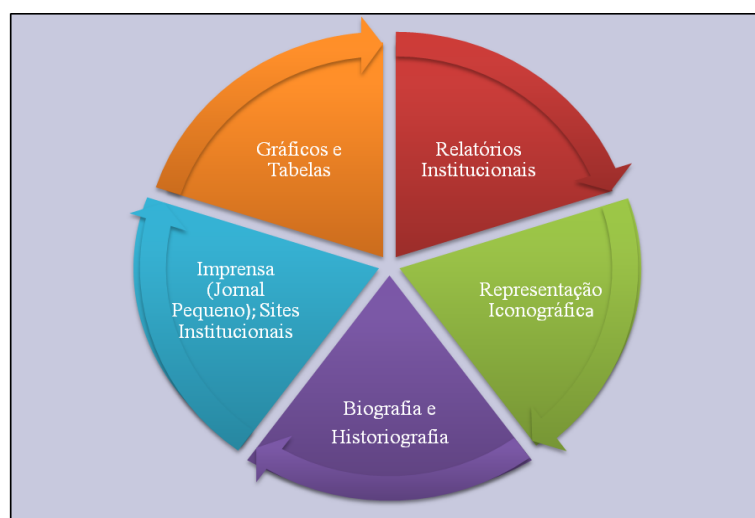 Gráficos e
Tabelas
Relatórios
Institucionais
Representação
Iconográfica
Biografia e
Historiografia
Imprensa
(Jornal
Pequeno); Sites
Institucionais